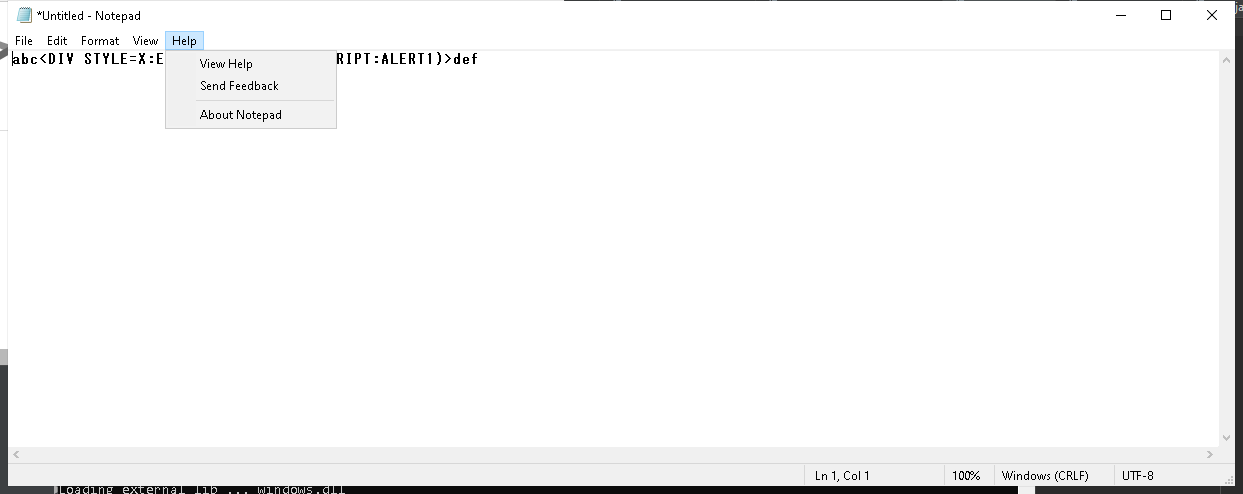 *Untitled - Notepad
File Edit Format View Help
abc<DIV STYLE=X:E RIPT:ALERT1)>def
View Help
Send Feedback
About Notepad
Ln 1, Col 1 100% Windows (CRLF) UTF-8
Loading external lib ... windows.dll